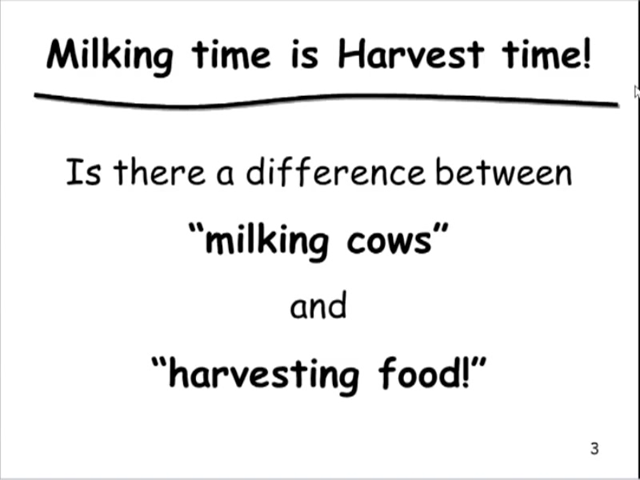 Milking time is Harvest time!
Is there a difference between
“milking cows”
and
“harvesting food!”
3